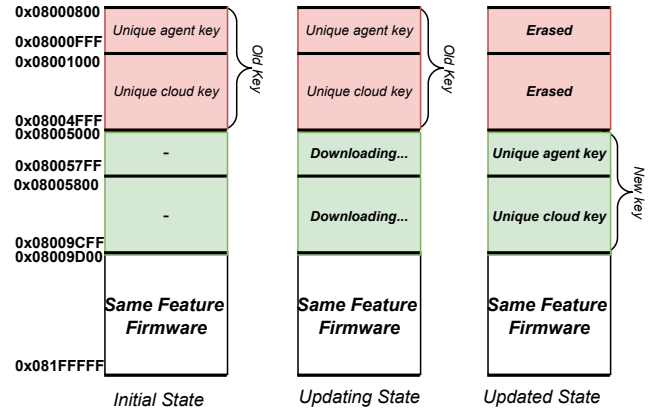 0x08000800
0x08000FFF
0x08001000
0x08004FFF
0x08005000
0x080057FF
0x08005800
0x08009CFF
0x08009D00
0x081FFFFF
Unique agent key
Unique cloud key
Old Key
-
-
Same Feature
Firmware
Initial State
Unique agent key
Unique cloud key
Old Key
Downloading...
Downloading...
Same Feature
Firmware
Updating State
Erased
Erased
Unique agent key
Unique cloud key
New key
Same Feature
Firmware
Updated State